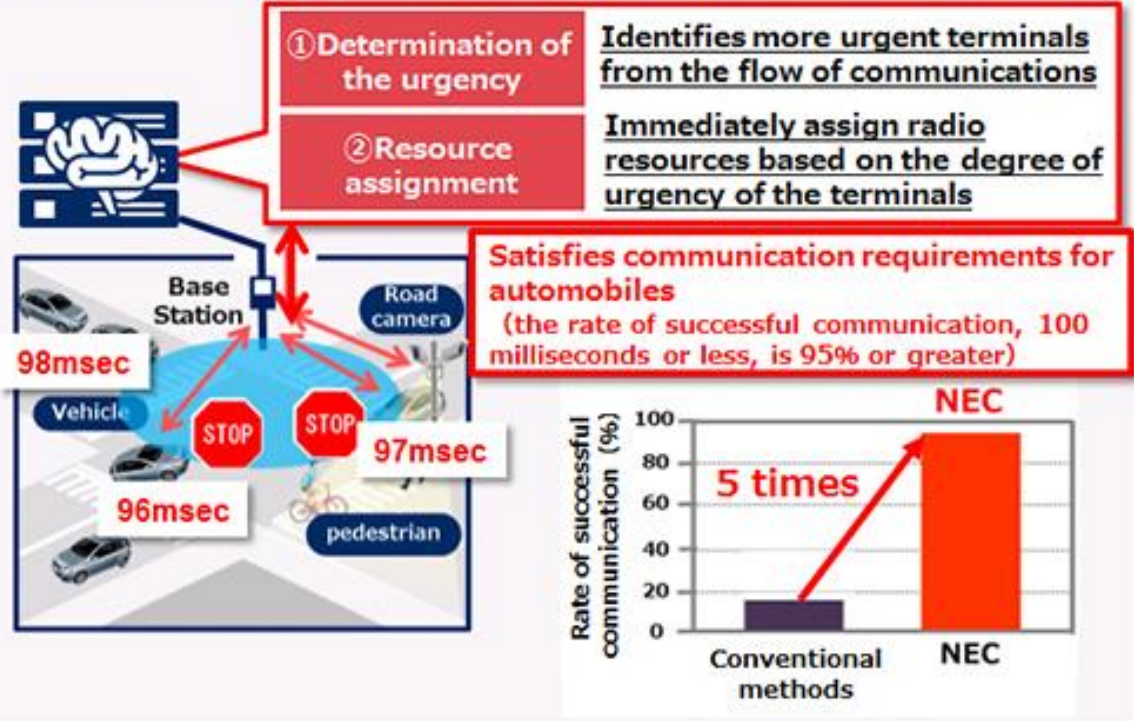 ①Determination of
the urgency
Identifies more urgent terminals
from the flow of communications
②Resource
assignment
Immediately assign radio
resources based on the degree of
urgency of the terminals
Satisfies communication requirements for
automobiles
(the rate of successful communication, 100
milliseconds or less, is 95% or greater)
Base
Station
Road
camera
98msec
Vehicle
STOP
STOP
97msec
96msec
pedestrian
NEC
5 times
Rate of successful
communication (%)
100
80
60
40
20
0
Conventional
methods
NEC